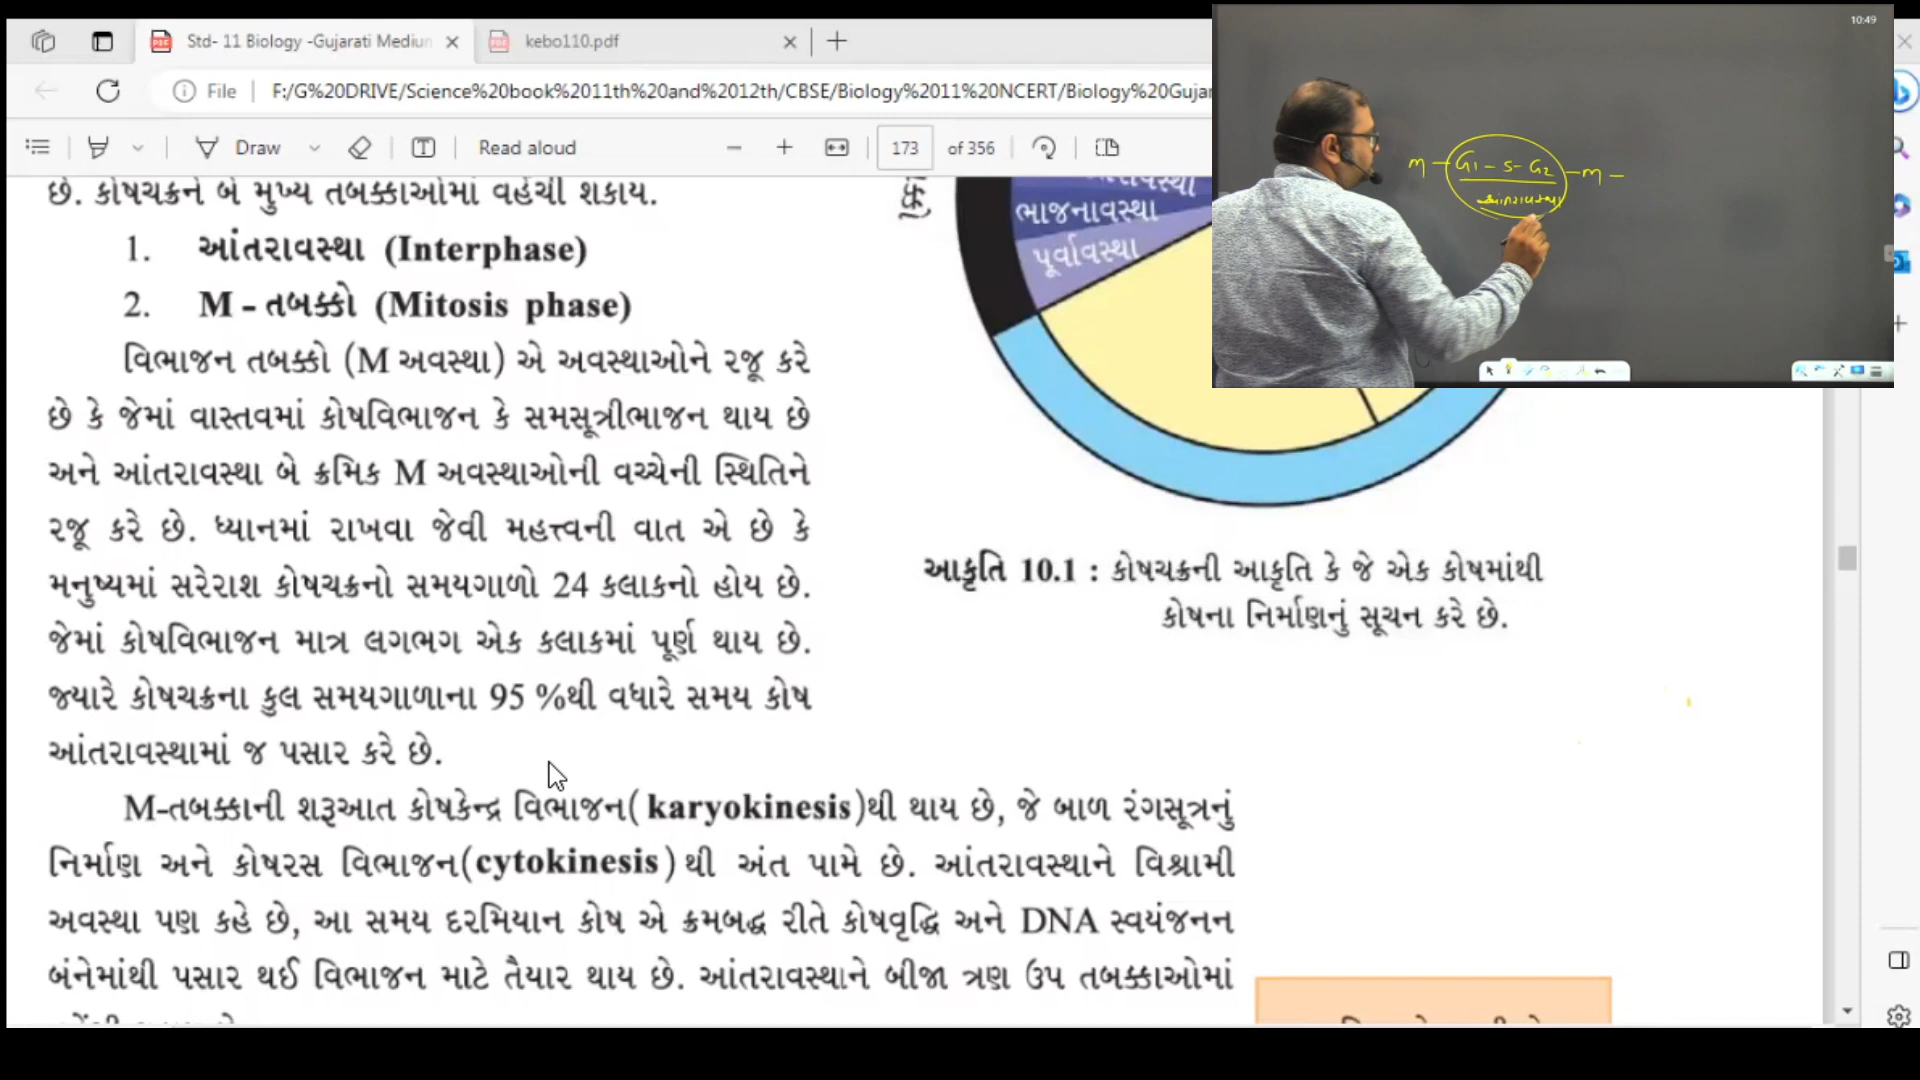 Std- 11 Biology -Gujarati Mediun
kebo110.pdf
File
F:/G%20DRIVE/Science%20book%2011th%20and%2012th/CBSE/Biology%2011%20NCERT/Biology%20Gujar
Draw
Read aloud
173 of 356
છે. કોષચક્રને બે મુખ્ય તબક્કાઓમાં વહેંચી શકાય.
1. આંતરાવસ્થા (Interphase)
2. M - તબક્કો (Mitosis phase)
વિભાજન તબક્કો (M અવસ્થા) એ અવસ્થાઓને રજૂ કરે
છે કે જેમાં વાસ્તવમાં કોષવિભાજન કે સમસૂત્રીભાજન થાય છે
અને આંતરાવસ્થા બે ક્રમિક M અવસ્થાઓની વચ્ચેની સ્થિતિને
રજૂ કરે છે. ધ્યાનમાં રાખવા જેવી મહત્ત્વની વાત એ છે કે
મનુષ્યમાં સરેરાશ કોષચક્રનો સમયગાળો 24 કલાકનો હોય છે.
જેમાં કોષવિભાજન માત્ર લગભગ એક કલાકમાં પૂર્ણ થાય છે.
જ્યારે કોષચક્રના કુલ સમયગાળાના 95 %થી વધારે સમય કોષ
આંતરાવસ્થામાં જ પસાર કરે છે.
M-તબક્કાની શરૂઆત કોષકેન્દ્ર વિભાજન( karyokinesis)થી થાય છે, જે બાળ રંગસૂત્રનું
નિર્માણ અને કોષરસ વિભાજન(cytokinesis) થી અંત પામે છે. આંતરાવસ્થાને વિશ્રામી
અવસ્થા પણ કહે છે, આ સમય દરમિયાન કોષ એ ક્રમબદ્ધ રીતે કોષવૃદ્ધિ અને DNA સ્વયંજનન
બંનેમાંથી પસાર થઈ વિભાજન માટે તૈયાર થાય છે. આંતરાવસ્થાને બીજા ત્રણ ઉપ તબક્કાઓમાં
ભાજનાવસ્થા
પૂર્વાવસ્થા
આકૃતિ 10.1 : કોષચક્રની આકૃતિ કે જે એક કોષમાંથી
કોષના નિર્માણનું સૂચન કરે છે.
10:49
M - G1 - S - G2 - M -